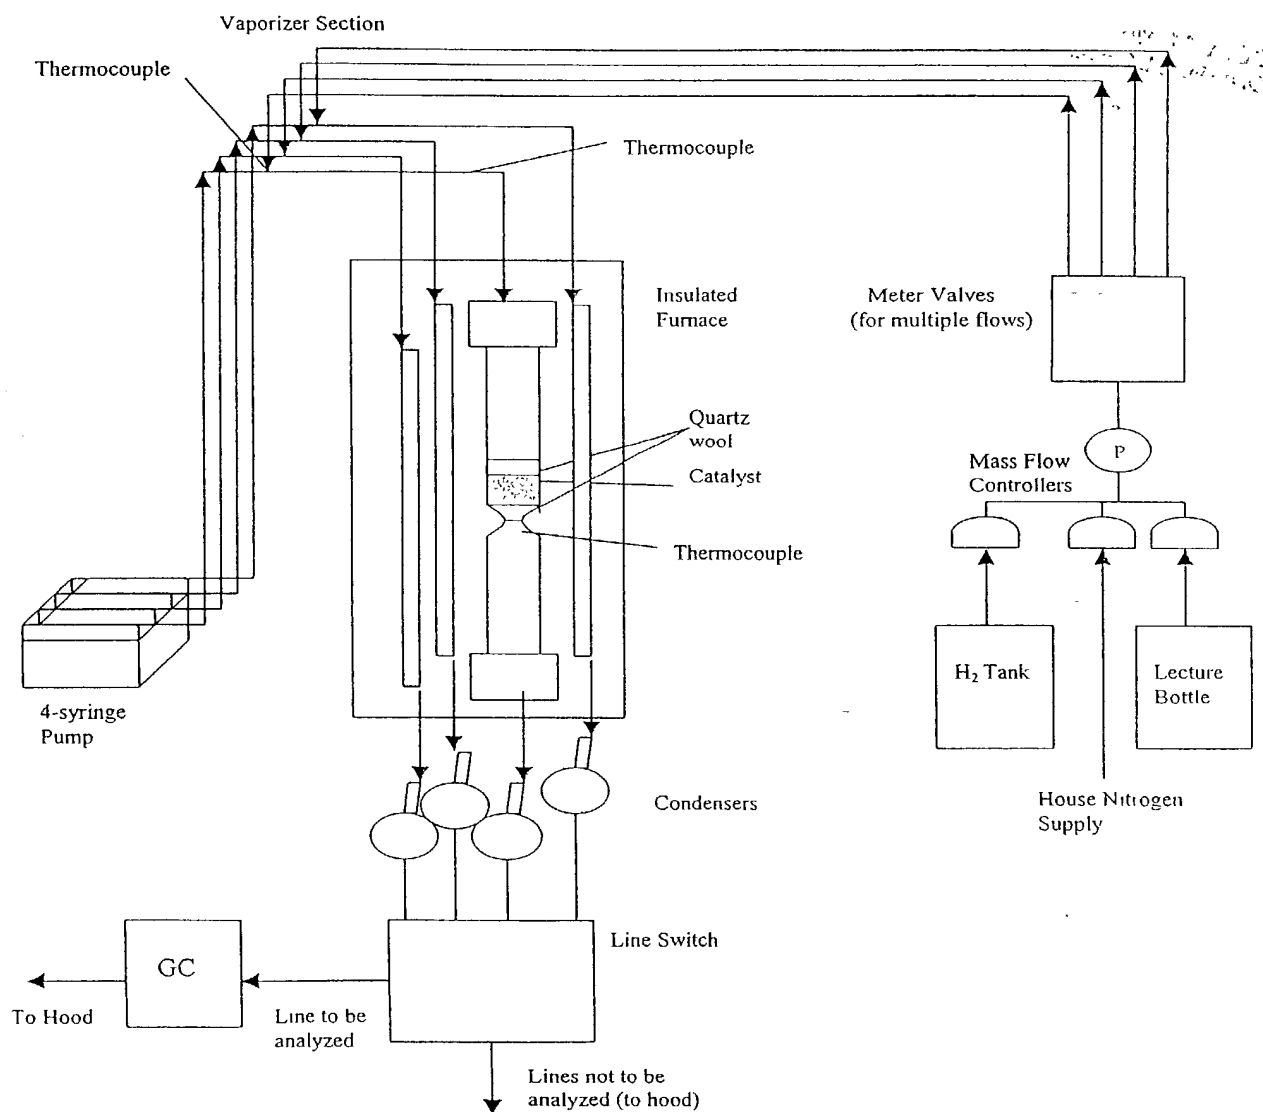 Vaporizer Section
Thermocouple
Thermocouple
Insulated
Furnace
Meter Valves
(for multiple flows)
Quartz
wool
Catalyst
P
Mass Flow
Controllers
Thermocouple
H₂ Tank
Lecture
Bottle
4-syringe
Pump
Condensers
House Nitrogen
Supply
Line Switch
GC
To Hood
Line to be
analyzed
Lines not to be
analyzed (to hood)